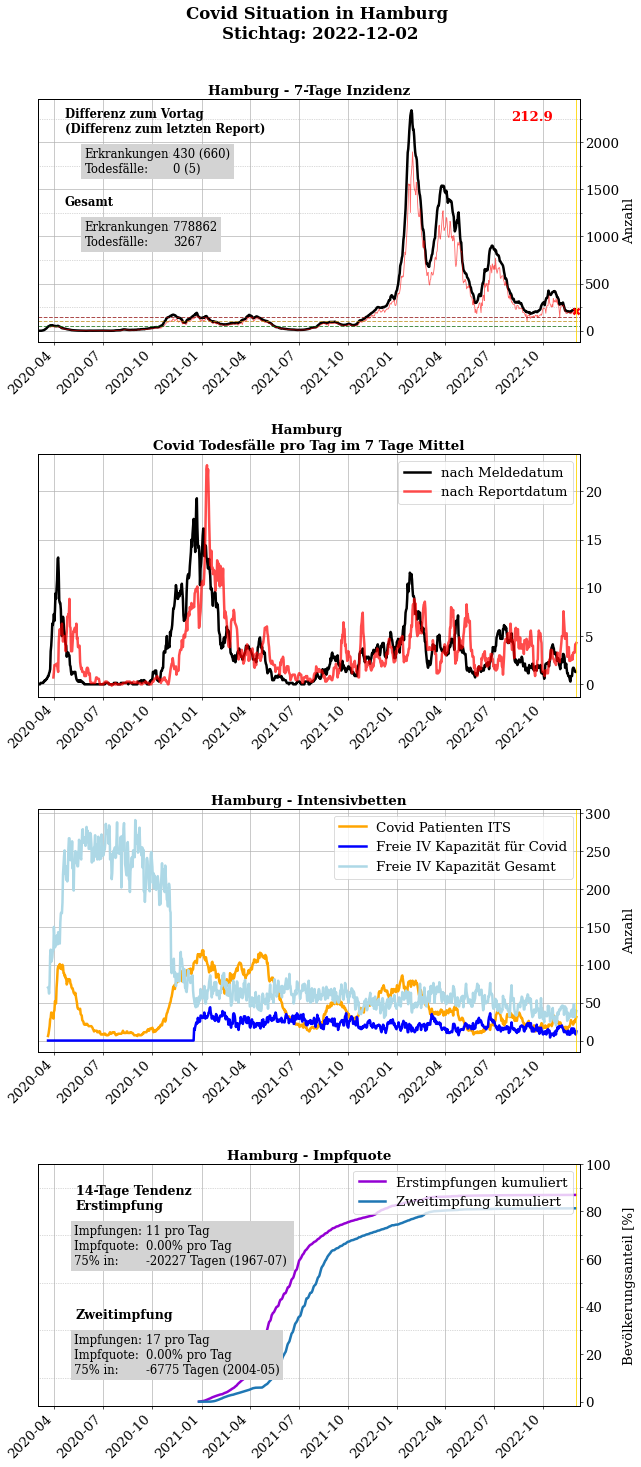 Covid Situation in Hamburg
Stichtag: 2022-12-02
Hamburg - 7-Tage Inzidenz
Differenz zum Vortag
(Differenz zum letzten Report)
Erkrankungen 430 (660)
Todesfälle: 0 (5)
Gesamt
Erkrankungen 778862
Todesfälle: 3267
212.9
2000
1500
1000
500
0
Anzahl
2020-04
2020-07
2020-10
2021-01
2021-04
2021-07
2021-10
2022-01
2022-04
2022-07
2022-10
Hamburg
Covid Todesfälle pro Tag im 7 Tage Mittel
nach Meldedatum
nach Reportdatum
20
15
10
5
0
2020-04
2020-07
2020-10
2021-01
2021-04
2021-07
2021-10
2022-01
2022-04
2022-07
2022-10
Hamburg - Intensivbetten
Covid Patienten ITS
Freie IV Kapazität für Covid
Freie IV Kapazität Gesamt
300
250
200
150
100
50
0
Anzahl
2020-04
2020-07
2020-10
2021-01
2021-04
2021-07
2021-10
2022-01
2022-04
2022-07
2022-10
Hamburg - Impfquote
14-Tage Tendenz
Erstimpfung
Impfungen: 11 pro Tag
Impfquote: 0.00% pro Tag
75% in: -20227 Tagen (1967-07)
Zweitimpfung
Impfungen: 17 pro Tag
Impfquote: 0.00% pro Tag
75% in: -6775 Tagen (2004-05)
Erstimpfungen kumuliert
Zweitimpfung kumuliert
100
80
60
40
20
0
Bevölkerungsanteil [%]
2020-04
2020-07
2020-10
2021-01
2021-04
2021-07
2021-10
2022-01
2022-04
2022-07
2022-10